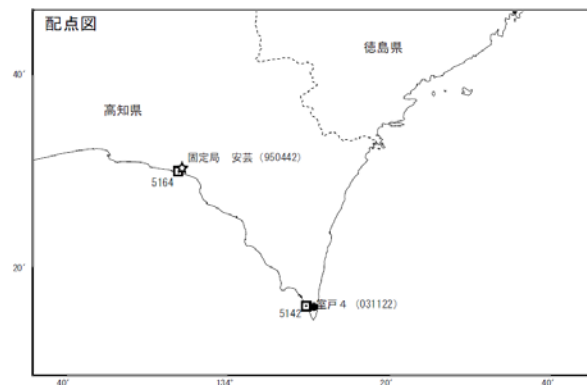 配点図
徳島県
40′
高知県
固定局 安芸（950442）
5164
20′
室戸4 （031122）
5142
40′
134°
20′
40′